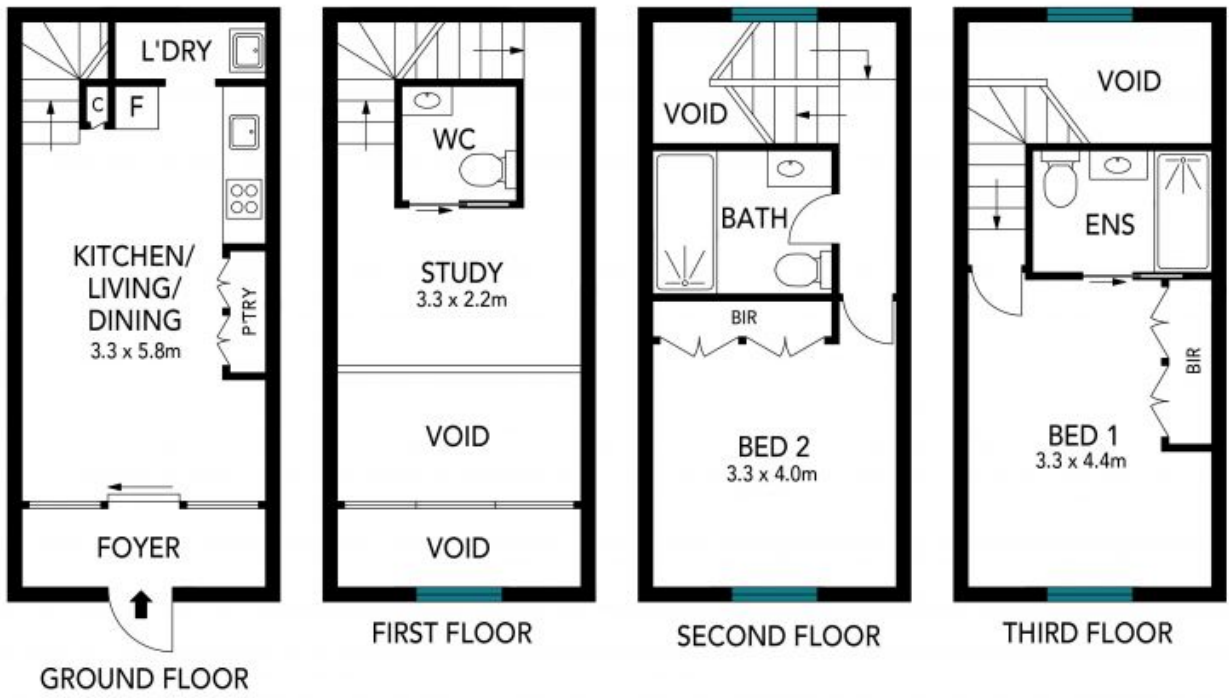 L'DRY
C
F
KITCHEN/
LIVING/
DINING
3.3 x 5.8m
P'TRY
FOYER
GROUND FLOOR
WC
STUDY
3.3 x 2.2m
VOID
VOID
FIRST FLOOR
VOID
BATH
BIR
BED 2
3.3 x 4.0m
SECOND FLOOR
VOID
ENS
BIR
BED 1
3.3 x 4.4m
THIRD FLOOR